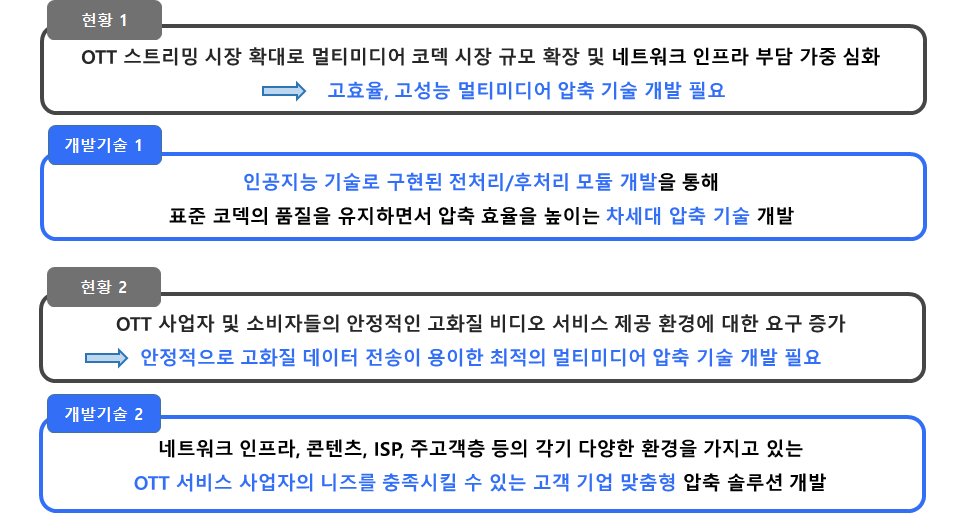 현황 1
OTT 스트리밍 시장 확대로 멀티미디어 코덱 시장 규모 확장 및 네트워크 인프라 부담 가중 심화
고효율, 고성능 멀티미디어 압축 기술 개발 필요
개발기술 1
인공지능 기술로 구현된 전처리/후처리 모듈 개발을 통해
표준 코덱의 품질을 유지하면서 압축 효율을 높이는 차세대 압축 기술 개발
현황 2
OTT 사업자 및 소비자들의 안정적인 고화질 비디오 서비스 제공 환경에 대한 요구 증가
안정적으로 고화질 데이터 전송이 용이한 최적의 멀티미디어 압축 기술 개발 필요
개발기술 2
네트워크 인프라, 콘텐츠, ISP, 주고객층 등의 각기 다양한 환경을 가지고 있는
OTT 서비스 사업자의 니즈를 충족시킬 수 있는 고객 기업 맞춤형 압축 솔루션 개발